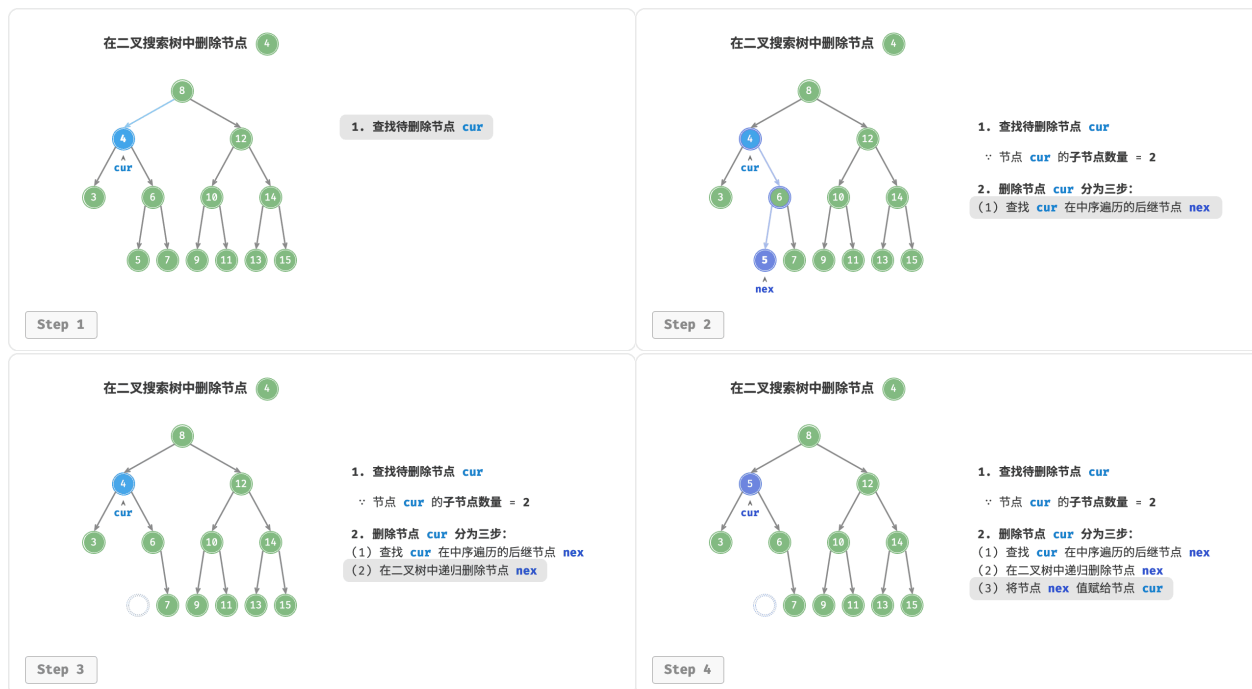 在二叉搜索树中删除节点 4
8
4 12
cur
3 6 10 14
5 7 9 11 13 15
1. 查找待删除节点 cur
Step 1
在二叉搜索树中删除节点 4
8
4 12
cur
3 6 10 14
5 7 9 11 13 15
nex
1. 查找待删除节点 cur
∵ 节点 cur 的子节点数量 = 2
2. 删除节点 cur 分为三步：
(1) 查找 cur 在中序遍历的后继节点 nex
Step 2
在二叉搜索树中删除节点 4
8
4 12
cur
3 6 10 14
7 9 11 13 15
1. 查找待删除节点 cur
∵ 节点 cur 的子节点数量 = 2
2. 删除节点 cur 分为三步：
(1) 查找 cur 在中序遍历的后继节点 nex
(2) 在二叉树中递归删除节点 nex
Step 3
在二叉搜索树中删除节点 4
8
5 12
cur
3 6 10 14
7 9 11 13 15
1. 查找待删除节点 cur
∵ 节点 cur 的子节点数量 = 2
2. 删除节点 cur 分为三步：
(1) 查找 cur 在中序遍历的后继节点 nex
(2) 在二叉树中递归删除节点 nex
(3) 将节点 nex 值赋给节点 cur
Step 4